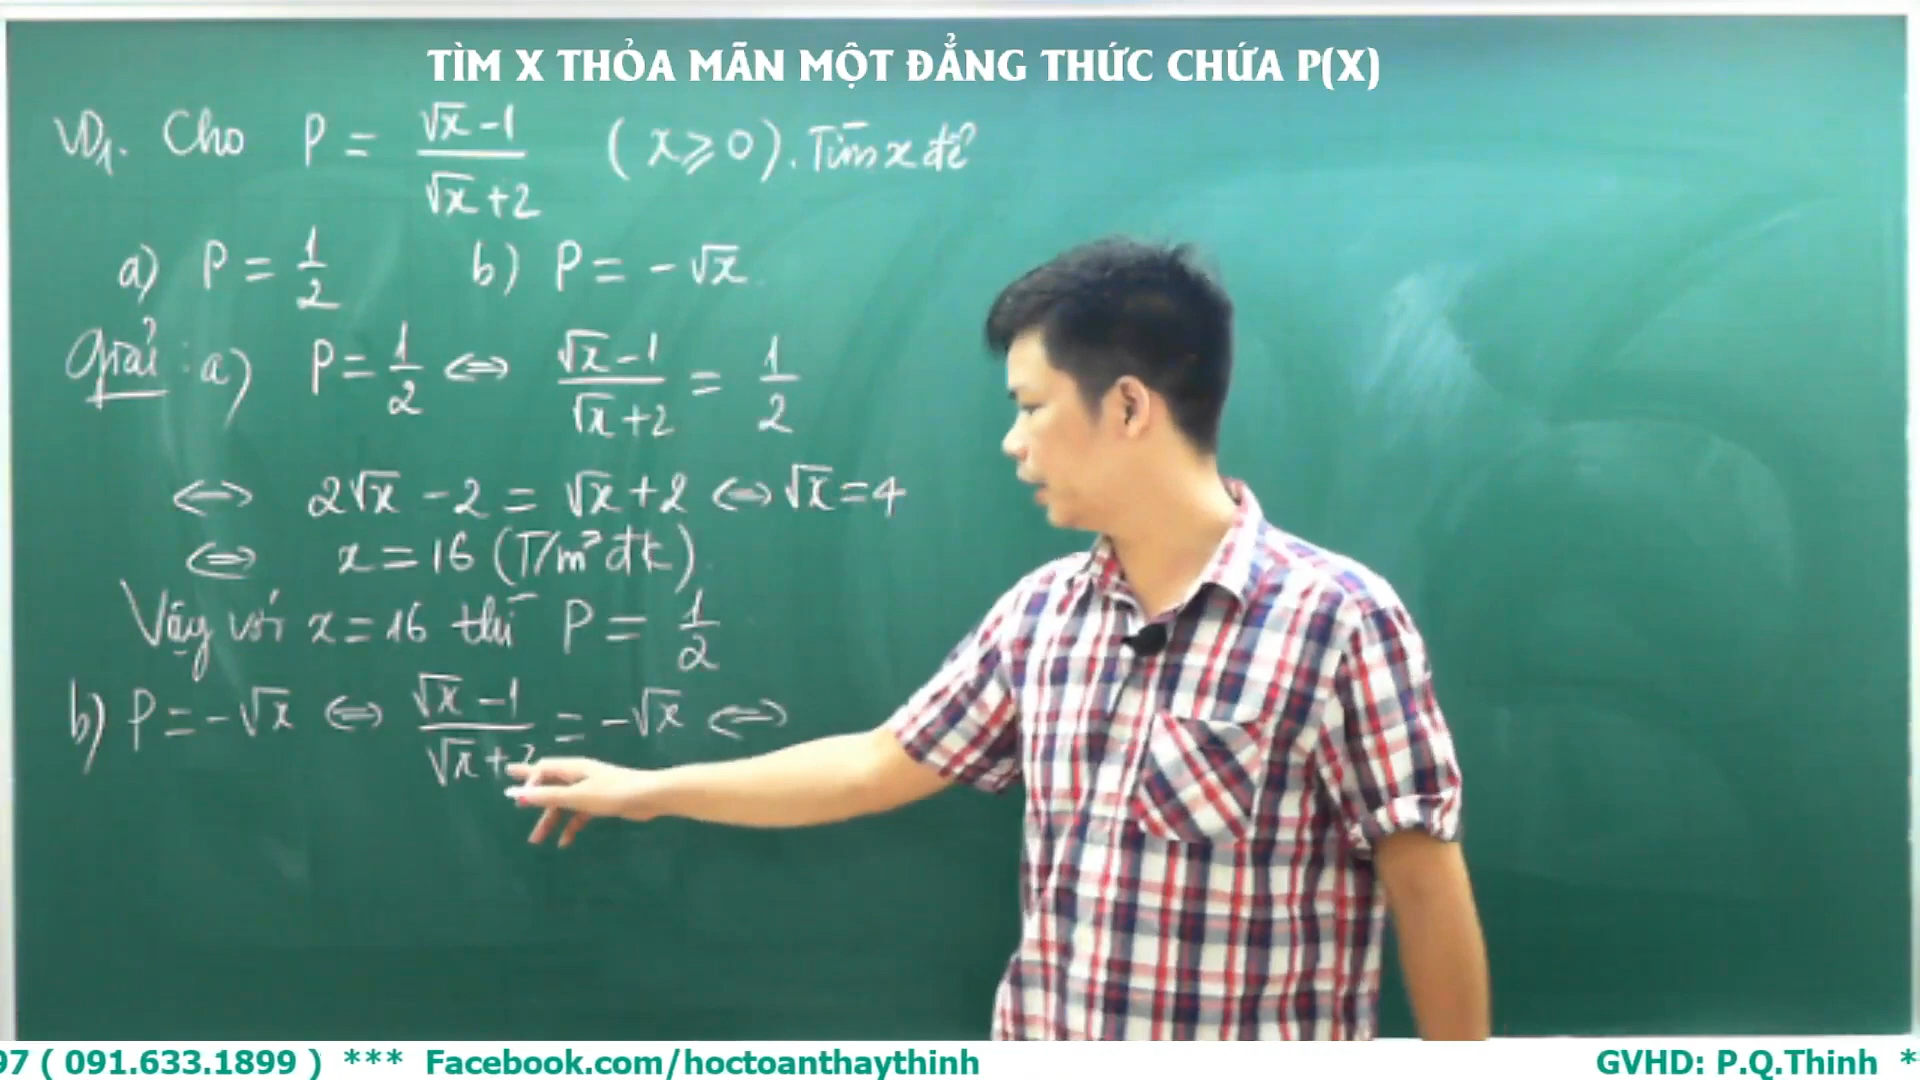 TÌM X THỎA MÃN MỘT ĐẲNG THỨC CHỨA P(X)
VD1. Cho P = (√x - 1)/(√x + 2) (x ⩾ 0). Tìm x để
a) P = 1/2 b) P = -√x.
Giải: a) P = 1/2 ⇔ (√x - 1)/(√x + 2) = 1/2
⇔ 2√x - 2 = √x + 2 ⇔ √x = 4
⇔ x = 16 (T/m² đk).
Vậy với x = 16 thì P = 1/2
b) P = -√x ⇔ (√x - 1)/(√x + 2) = -√x ⇔
97 ( 091.633.1899 ) *** Facebook.com/hoctoanthaythinh GVHD: P.Q.Thinh *